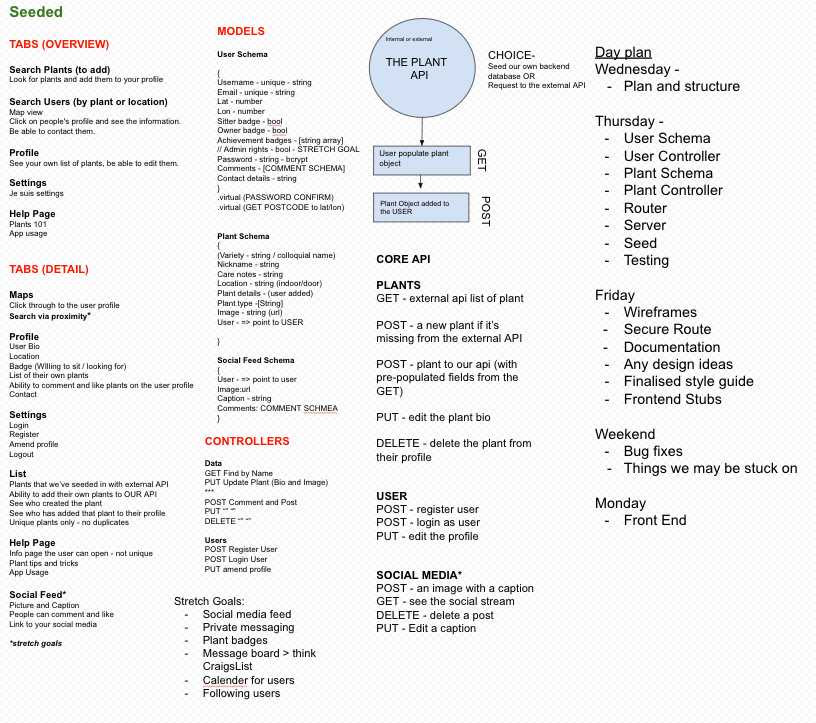 Seeded
TABS (OVERVIEW)
Search Plants (to add)
Look for plants and add them to your profile
Search Users (by plant or location)
Map view
Click on people's profile and see the information.
Be able to contact them.
Profile
See your own list of plants, be able to edit them.
Settings
Je suis settings
Help Page
Plants 101
App usage
TABS (DETAIL)
Maps
Click through to the user profile
Search via proximity*
Profile
User Bio
Location
Badge (WIlling to sit / looking for)
List of their own plants
Ability to comment and like plants on the user profile
Contact
Settings
Login
Register
Amend profile
Logout
List
Plants that we've seeded in with external API
Ability to add their own plants to OUR API
See who created the plant
See who has added that plant to their profile
Unique plants only - no duplicates
Help Page
Info page the user can open - not unique
Plant tips and tricks
App Usage
Social Feed*
Picture and Caption
People can comment and like
Link to your social media
*stretch goals
MODELS
User Schema
{
Username - unique - string
Email - unique - string
Lat - number
Lon - number
Sitter badge - bool
Owner badge - bool
Achievement badges - [string array]
// Admin rights - bool - STRETCH GOAL
Password - string - bcrypt
Comments - [COMMENT SCHEMA]
Contact details - string
}
.virtual (PASSWORD CONFIRM)
.virtual (GET POSTCODE to lat/lon)
Plant Schema
{
(Variety - string / colloquial name)
Nickname - string
Care notes - string
Location - string (indoor/door)
Plant details - (user added)
Plant type -[String]
Image - string (url)
User - => point to USER
}
Social Feed Schema
{
User - => point to user
Image:url
Caption - string
Comments: COMMENT SCHMEA
}
CONTROLLERS
Data
GET Find by Name
PUT Update Plant (Bio and Image)
***
POST Comment and Post
PUT "" ""
DELETE "" ""
Users
POST Register User
POST Login User
PUT amend profile
Stretch Goals:
- Social media feed
- Private messaging
- Plant badges
- Message board > think
CraigsList
- Calender for users
- Following users
Internal or external
THE PLANT
API
CHOICE-
Seed our own backend
database OR
Request to the external API
User populate plant
object
GET
Plant Object added to
the USER
POST
CORE API
PLANTS
GET - external api list of plant
POST - a new plant if it's
missing from the external API
POST - plant to our api (with
pre-populated fields from the
GET)
PUT - edit the plant bio
DELETE - delete the plant from
their profile
USER
POST - register user
POST - login as user
PUT - edit the profile
SOCIAL MEDIA*
POST - an image with a caption
GET - see the social stream
DELETE - delete a post
PUT - Edit a caption
Day plan
Wednesday -
- Plan and structure
Thursday -
- User Schema
- User Controller
- Plant Schema
- Plant Controller
- Router
- Server
- Seed
- Testing
Friday
- Wireframes
- Secure Route
- Documentation
- Any design ideas
- Finalised style guide
- Frontend Stubs
Weekend
- Bug fixes
- Things we may be stuck on
Monday
- Front End